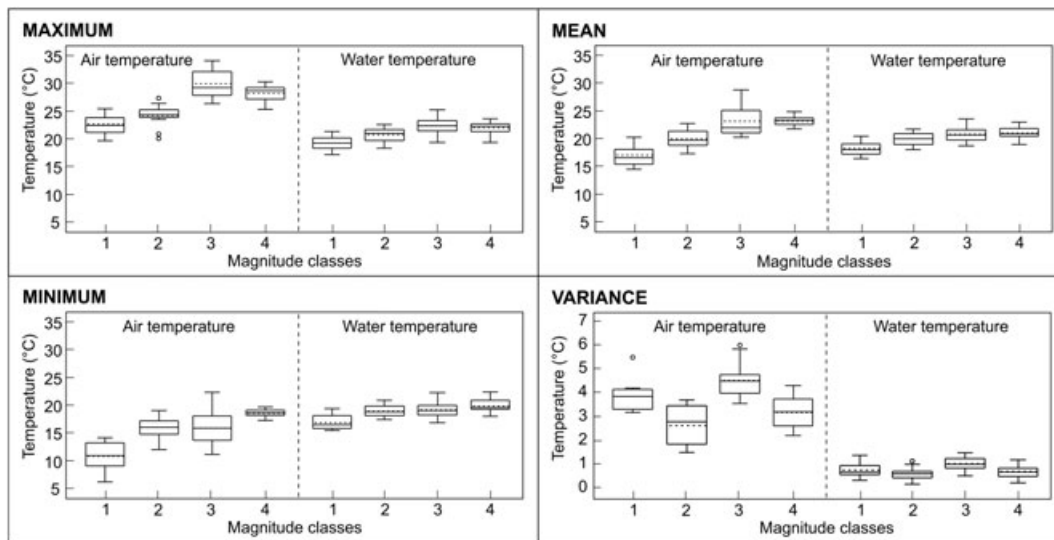 MAXIMUM
Air temperature
Water temperature
Temperature (°C)
35
30
25
20
15
10
5
1 2 3 4 1 2 3 4
Magnitude classes
MEAN
Air temperature
Water temperature
Temperature (°C)
35
30
25
20
15
10
5
1 2 3 4 1 2 3 4
Magnitude classes
MINIMUM
Air temperature
Water temperature
Temperature (°C)
35
30
25
20
15
10
5
1 2 3 4 1 2 3 4
Magnitude classes
VARIANCE
Air temperature
Water temperature
Temperature (°C)
7
6
5
4
3
2
1
0
1 2 3 4 1 2 3 4
Magnitude classes